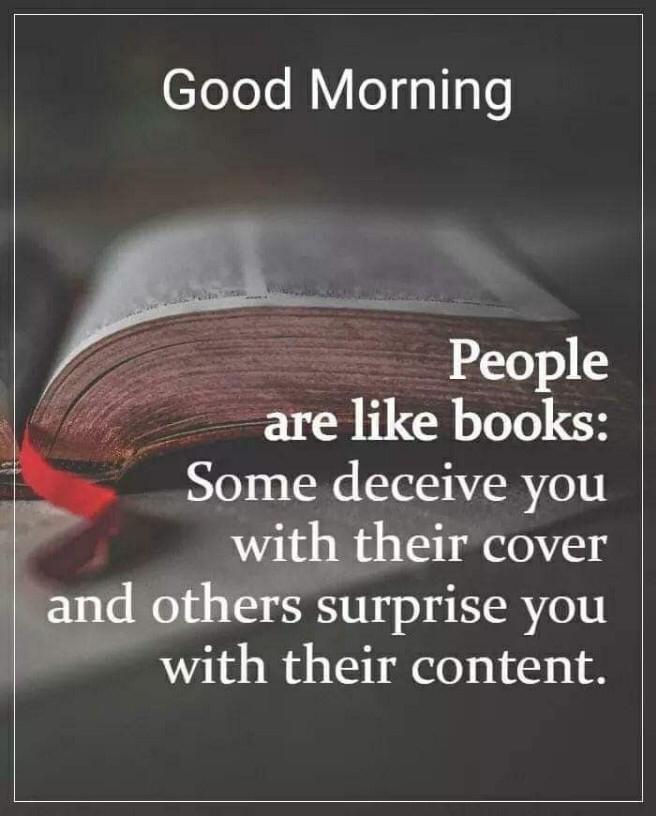 Good Morning
People
are like books:
Some deceive you
with their cover
and others surprise you
with their content.